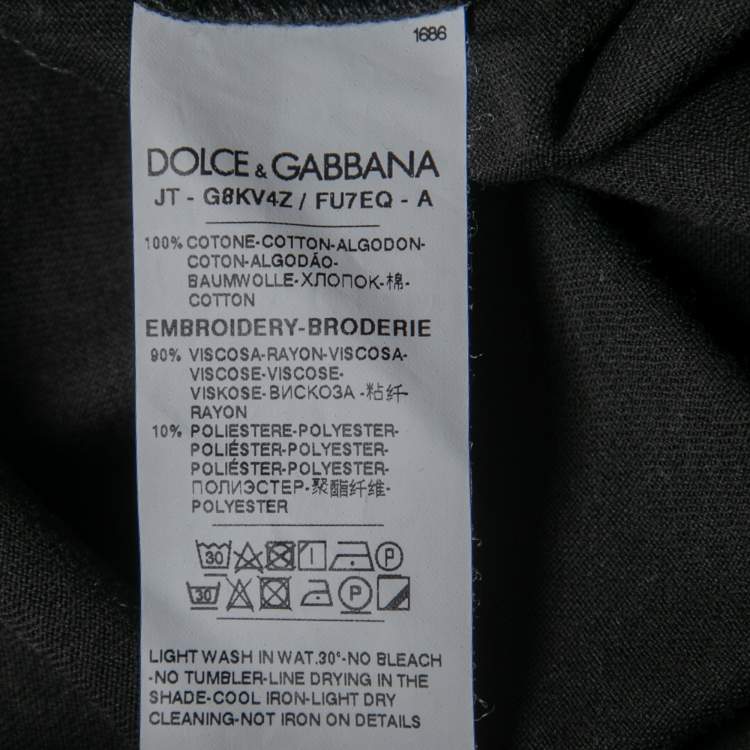 1686
DOLCE & GABBANA
JT - G8KV4Z / FU7EQ - A
100% COTONE-COTTON-ALGODON-
COTON-ALGODÁO-
BAUMWOLLE-ХЛОПОК-棉-
COTTON
EMBROIDERY-BRODERIE
90% VISCOSA-RAYON-VISCOSA-
VISCOSE-VISCOSE-
VISKOSE-ВИСКОЗА -粘纤-
RAYON
10% POLIESTERE-POLYESTER-
POLIÉSTER-POLYESTER-
POLIÉSTER-POLYESTER-
ПОЛИЭСТЕР-聚酯纤维-
POLYESTER
30 P
30 P
LIGHT WASH IN WAT.30°-NO BLEACH
-NO TUMBLER-LINE DRYING IN THE
SHADE-COOL IRON-LIGHT DRY
CLEANING-NOT IRON ON DETAILS